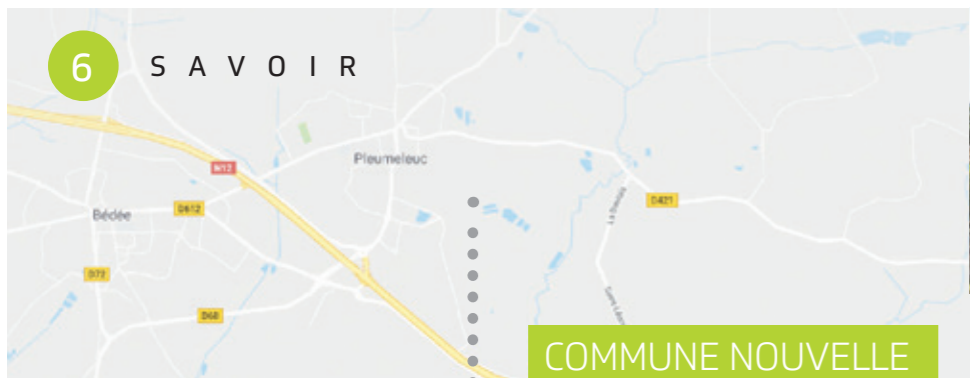 6 SAVOIR
Pleumeleuc
N12
Bédée
D612
D421
D72
D68
COMMUNE NOUVELLE